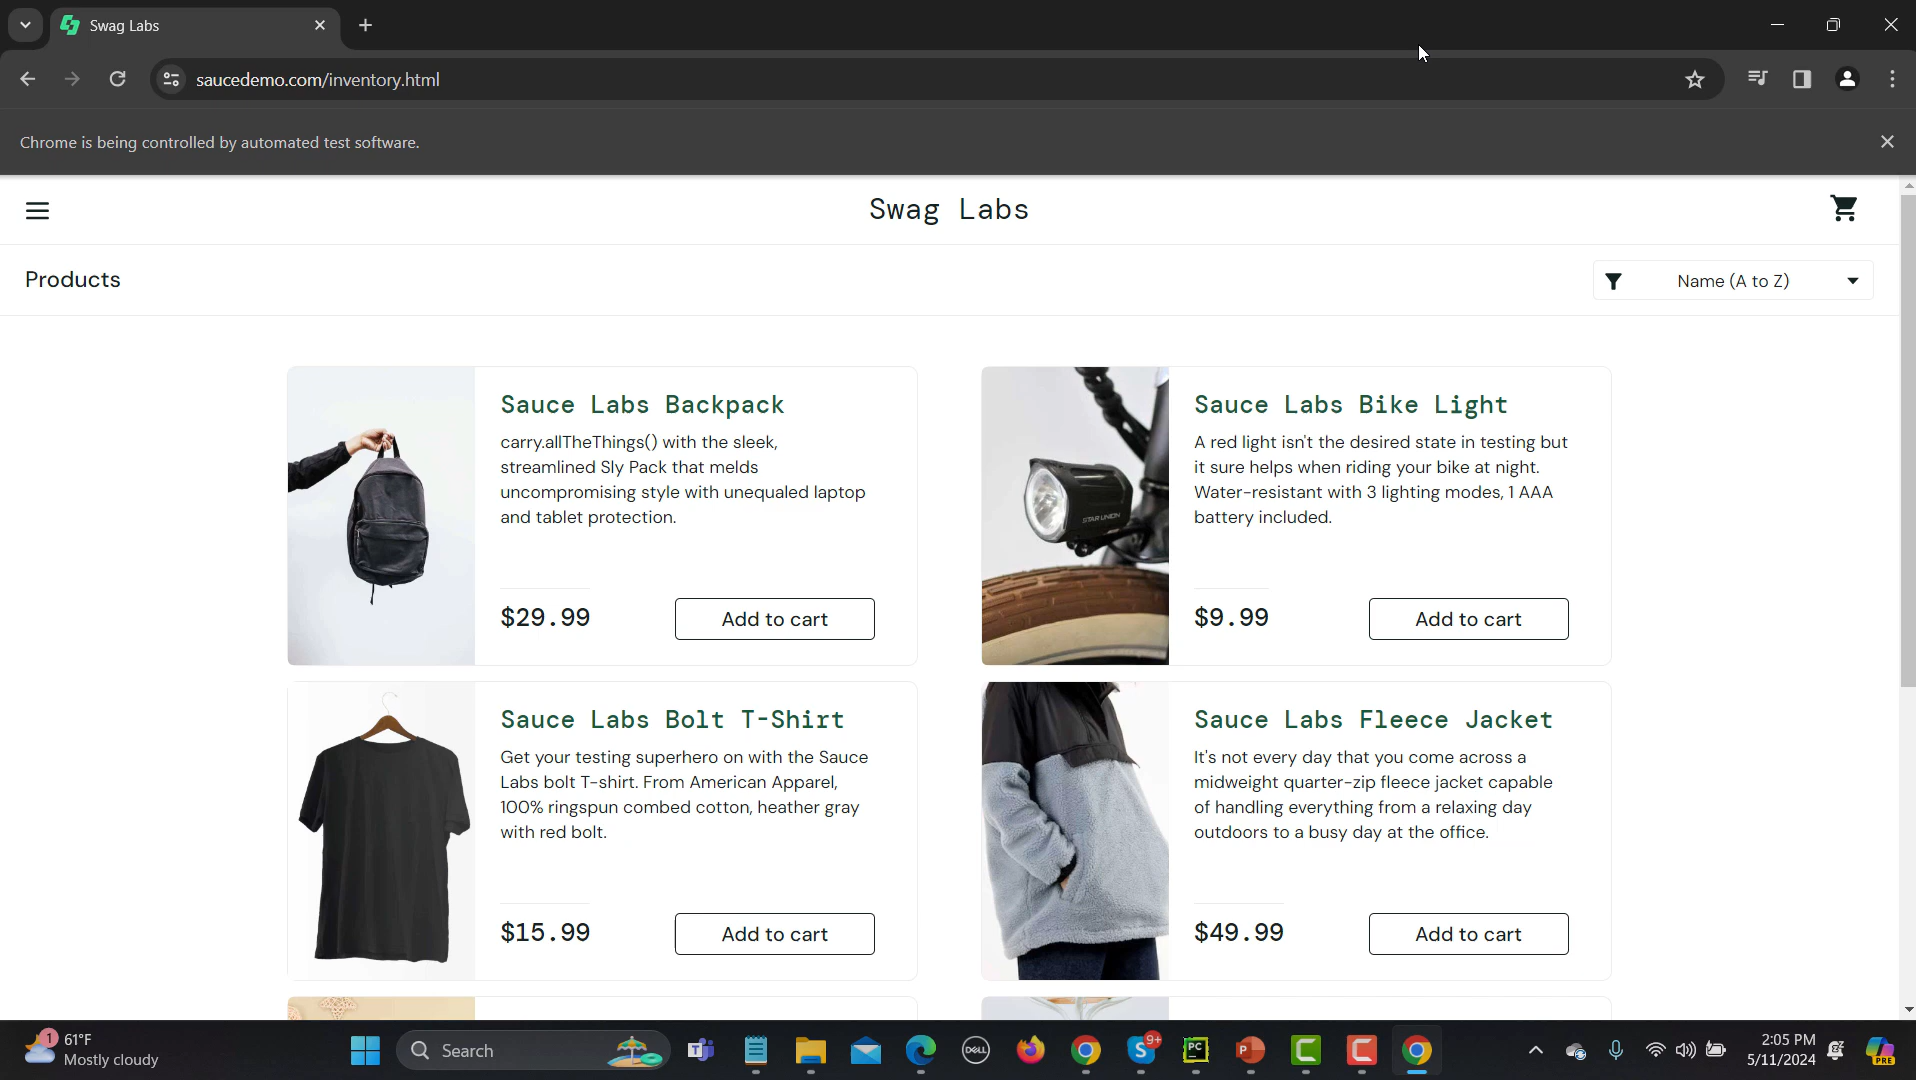 Swag Labs
saucedemo.com/inventory.html
Chrome is being controlled by automated test software.
Swag Labs
Products
Name (A to Z)
Sauce Labs Backpack
carry.allTheThings() with the sleek,
streamlined Sly Pack that melds
uncompromising style with unequaled laptop
and tablet protection.
$29.99
Add to cart
Sauce Labs Bike Light
A red light isn't the desired state in testing but
it sure helps when riding your bike at night.
Water-resistant with 3 lighting modes, 1 AAA
battery included.
$9.99
Add to cart
STAR UNION
Sauce Labs Bolt T-Shirt
Get your testing superhero on with the Sauce
Labs bolt T-shirt. From American Apparel,
100% ringspun combed cotton, heather gray
with red bolt.
$15.99
Add to cart
Sauce Labs Fleece Jacket
It's not every day that you come across a
midweight quarter-zip fleece jacket capable
of handling everything from a relaxing day
outdoors to a busy day at the office.
$49.99
Add to cart
1
61°F
Mostly cloudy
Search
DELL
9+
PC
P
2:05 PM
5/11/2024
PRE